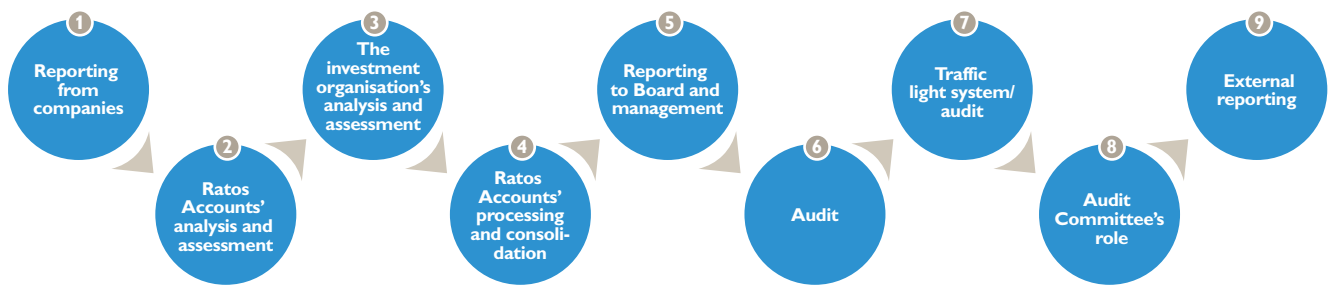 1
Reporting
from
companies
2
Ratos
Accounts’
analysis and
assessment
3
The
investment
organisation’s
analysis and
assessment
4
Ratos
Accounts’
processing
and consoli-
dation
5
Reporting
to Board and
management
6
Audit
7
Traffic
light system/
audit
8
Audit
Committee’s
role
9
External
reporting